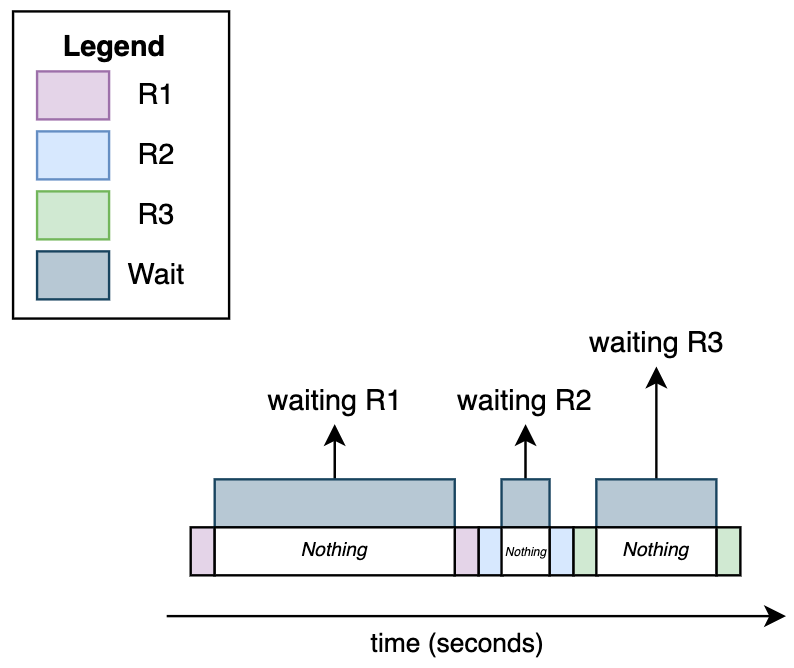 Legend
R1
R2
R3
Wait
waiting R3
waiting R1
waiting R2
Nothing
Nothing
Nothing
time (seconds)